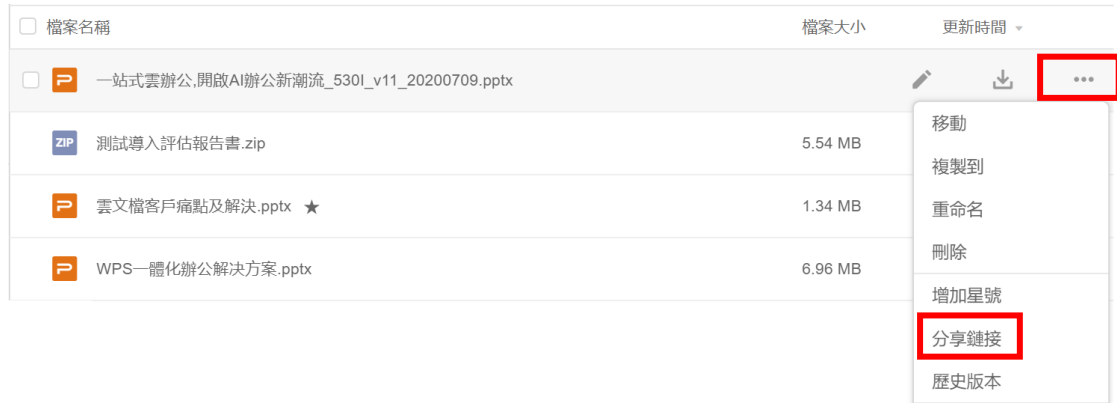 檔案名稱 檔案大小 更新時間
一站式雲辦公,開啟AI辦公新潮流_530I_v11_20200709.pptx
移動
ZIP 測試導入評估報告書.zip 5.54 MB
複製到
雲文檔客戶痛點及解決.pptx ★ 1.34 MB
重命名
刪除
WPS一體化辦公解決方案.pptx 6.96 MB
增加星號
分享鏈接
歷史版本